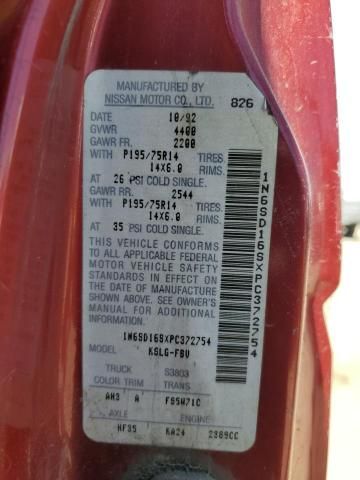 MANUFACTURED BY
NISSAN MOTOR CO., LTD. 826
DATE 10/92
GVWR 4400
GAWR FR. 2200
WITH P195/75R14 TIRES.
14X6.0 RIMS.
AT 26 PSI COLD SINGLE.
GAWR RR. 2544
WITH P195/75R14 TIRES.
14X6.0 RIMS.
AT 35 PSI COLD SINGLE.
THIS VEHICLE CONFORMS
TO ALL APPLICABLE FEDERAL
MOTOR VEHICLE SAFETY
STANDARDS IN EFFECT ON
THE DATE OF MANUFACTURE
SHOWN ABOVE. SEE OWNER'S
MANUAL FOR ADDITIONAL
INFORMATION.
1N6SD16SXPC372754
MODEL KSLG-FBU
TRUCK S3803
COLOR TRIM TRANS
AH3 A FS5W71C
AXLE ENGINE
HF35 KA24 2389CC
1N6SD16SXPC372754